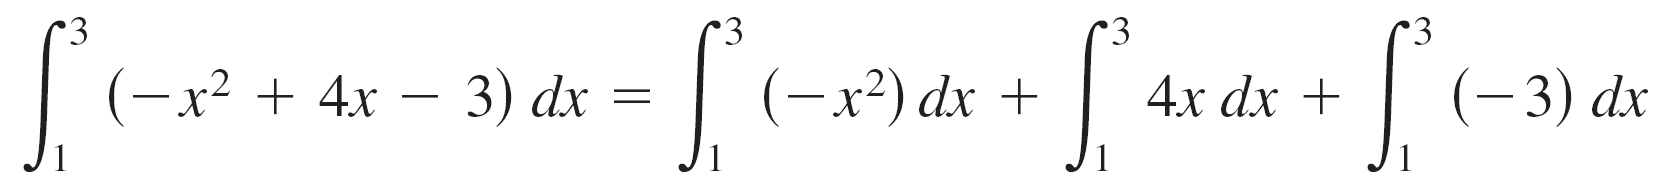 ∫₁³ (−x² + 4x − 3) dx = ∫₁³ (−x²) dx + ∫₁³ 4x dx + ∫₁³ (−3) dx